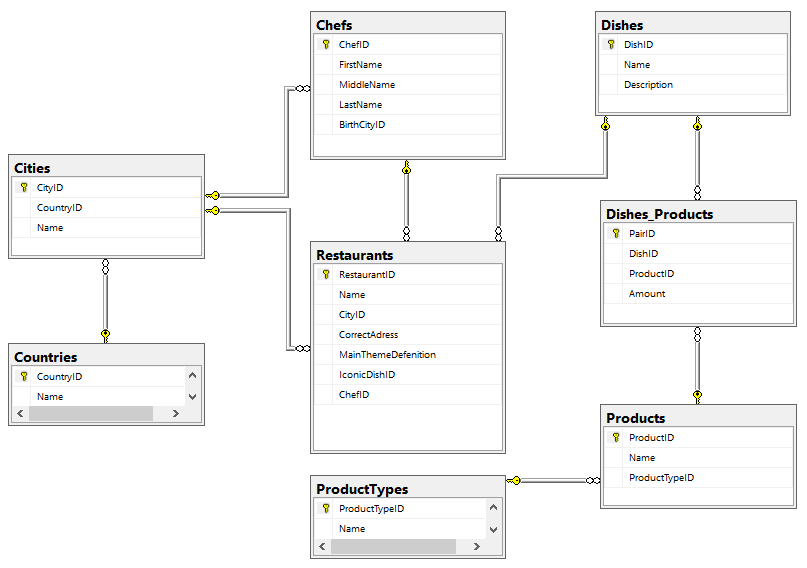 Chefs
ChefID
FirstName
MiddleName
LastName
BirthCityID
Dishes
DishID
Name
Description
Cities
CityID
CountryID
Name
Dishes_Products
PairID
DishID
ProductID
Amount
Restaurants
RestaurantID
Name
CityID
CorrectAdress
MainThemeDefenition
IconicDishID
ChefID
Countries
CountryID
Name
Products
ProductID
Name
ProductTypeID
ProductTypes
ProductTypeID
Name